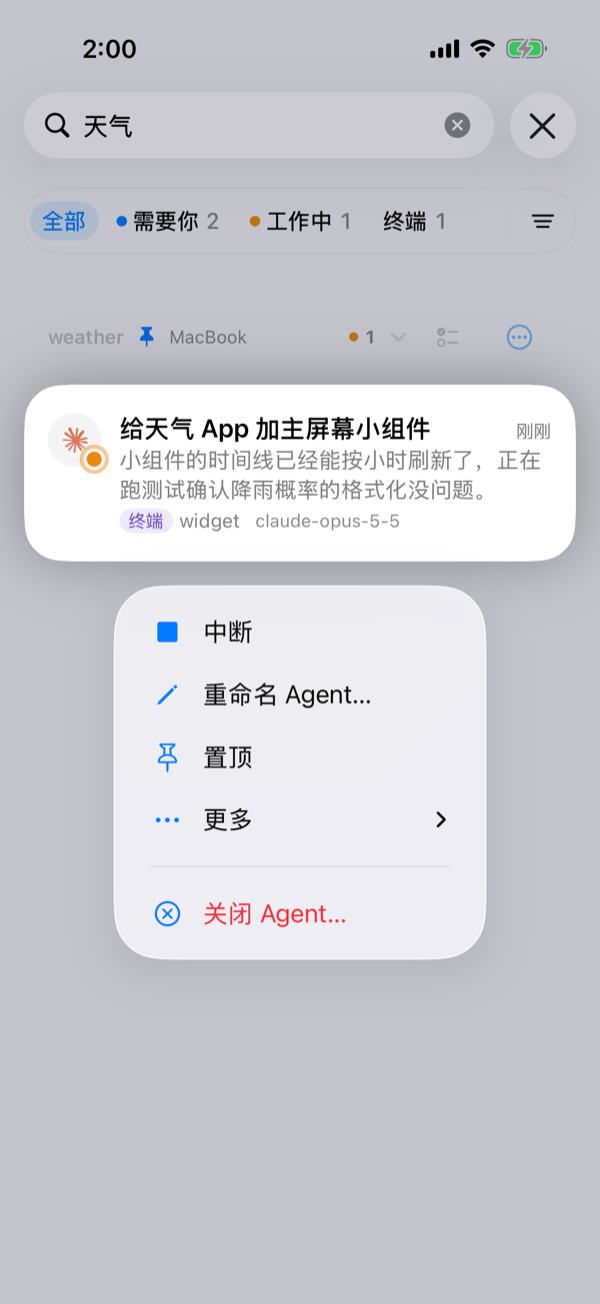 2:00
天气
全部
需要你 2
工作中 1
终端 1
weather
MacBook
1
给天气 App 加主屏幕小组件
刚刚
小组件的时间线已经能按小时刷新了，正在
跑测试确认降雨概率的格式化没问题。
终端 widget claude-opus-5-5
中断
重命名 Agent...
置顶
更多
关闭 Agent...